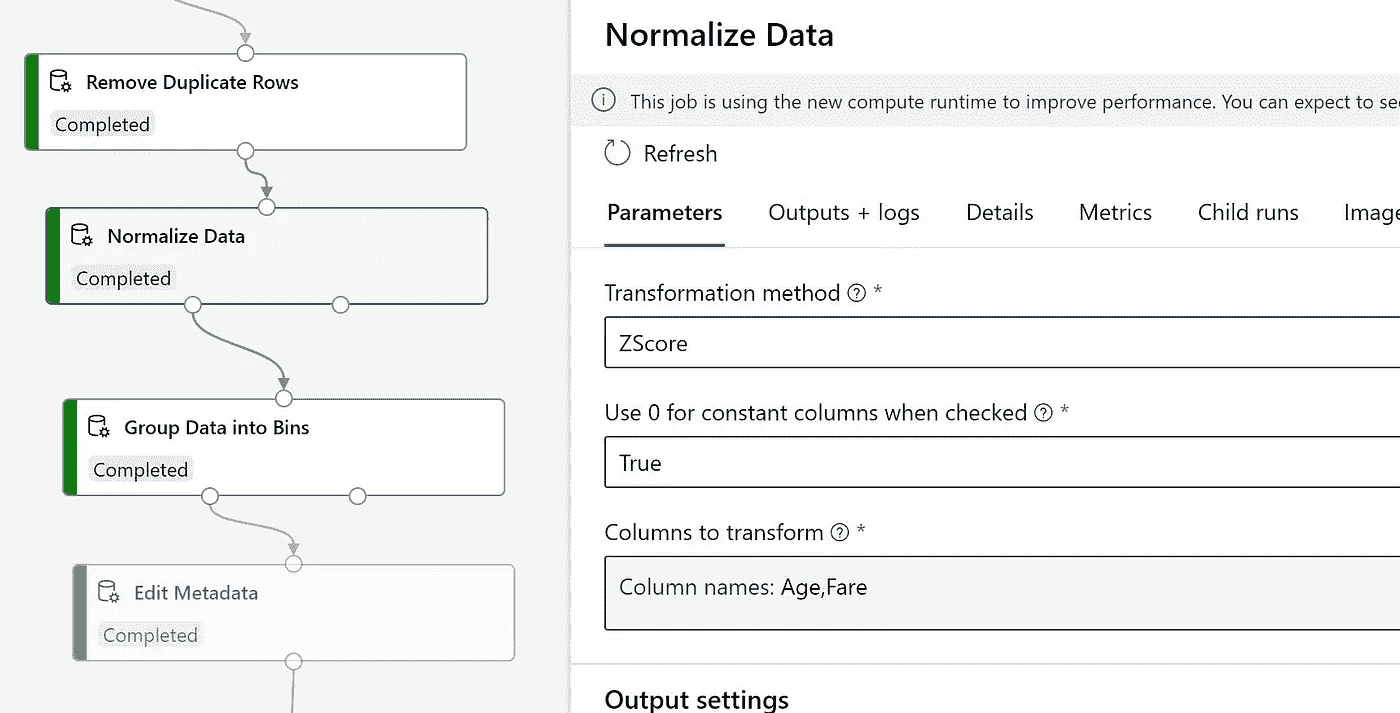 Remove Duplicate Rows
Completed
Normalize Data
Completed
Group Data into Bins
Completed
Edit Metadata
Completed
Normalize Data
This job is using the new compute runtime to improve performance. You can expect to
Refresh
Parameters Outputs + logs Details Metrics Child runs
Transformation method *
ZScore
Use 0 for constant columns when checked *
True
Columns to transform *
Column names: Age,Fare
Output settings